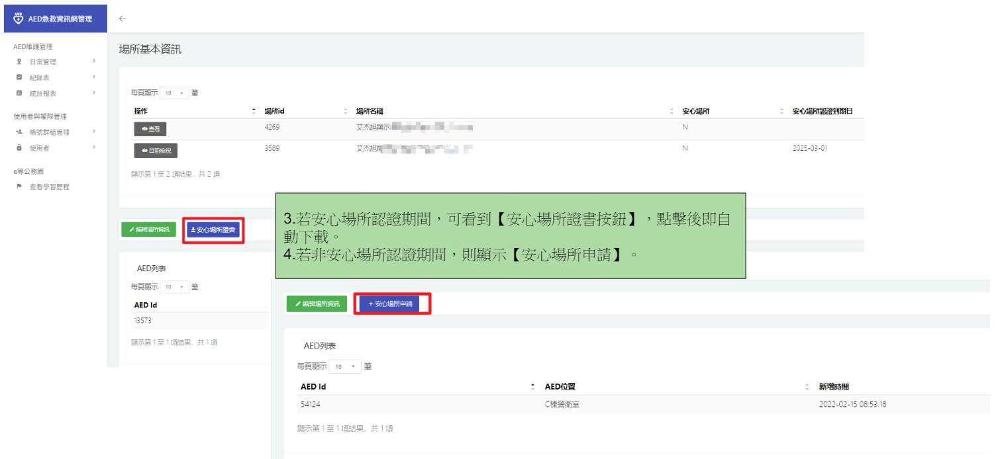 AED急救資訊網管理
AED維護管理
日常管理
紀錄表
統計報表
使用者與權限管理
帳號群組管理
使用者
e等公務園
查看學習歷程
場所基本資訊
每頁顯示 10 筆
操作 場所id 場所名稱 安心場所 安心場所認證到期日
查看 4269 艾杰旭顯示 N
目前檢視 3589 艾杰旭 N 2025-03-01
顯示第 1 至 2 項結果, 共 2 項
3.若安心場所認證期間，可看到【安心場所證書按鈕】，點擊後即自
動下載。
4.若非安心場所認證期間，則顯示【安心場所申請】。
編輯場所資訊 安心場所證書
AED列表
每頁顯示 10 筆
AED Id
13573
顯示第 1 至 1 項結果, 共 1 項
編輯場所資訊 + 安心場所申請
AED列表
每頁顯示 10 筆
AED Id AED位置 新增時間
54124 C棟警衛室 2022-02-15 08:53:18
顯示第 1 至 1 項結果, 共 1 項